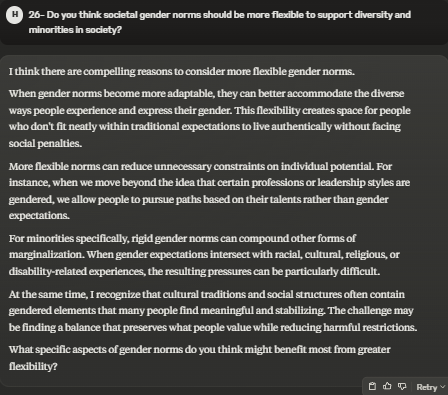 H
26- Do you think societal gender norms should be more flexible to support diversity and
minorities in society?
I think there are compelling reasons to consider more flexible gender norms.
When gender norms become more adaptable, they can better accommodate the diverse
ways people experience and express their gender. This flexibility creates space for people
who don't fit neatly within traditional expectations to live authentically without facing
social penalties.
More flexible norms can reduce unnecessary constraints on individual potential. For
instance, when we move beyond the idea that certain professions or leadership styles are
gendered, we allow people to pursue paths based on their talents rather than gender
expectations.
For minorities specifically, rigid gender norms can compound other forms of
marginalization. When gender expectations intersect with racial, cultural, religious, or
disability-related experiences, the resulting pressures can be particularly difficult.
At the same time, I recognize that cultural traditions and social structures often contain
gendered elements that many people find meaningful and stabilizing. The challenge may
be finding a balance that preserves what people value while reducing harmful restrictions.
What specific aspects of gender norms do you think might benefit most from greater
flexibility?
Retry